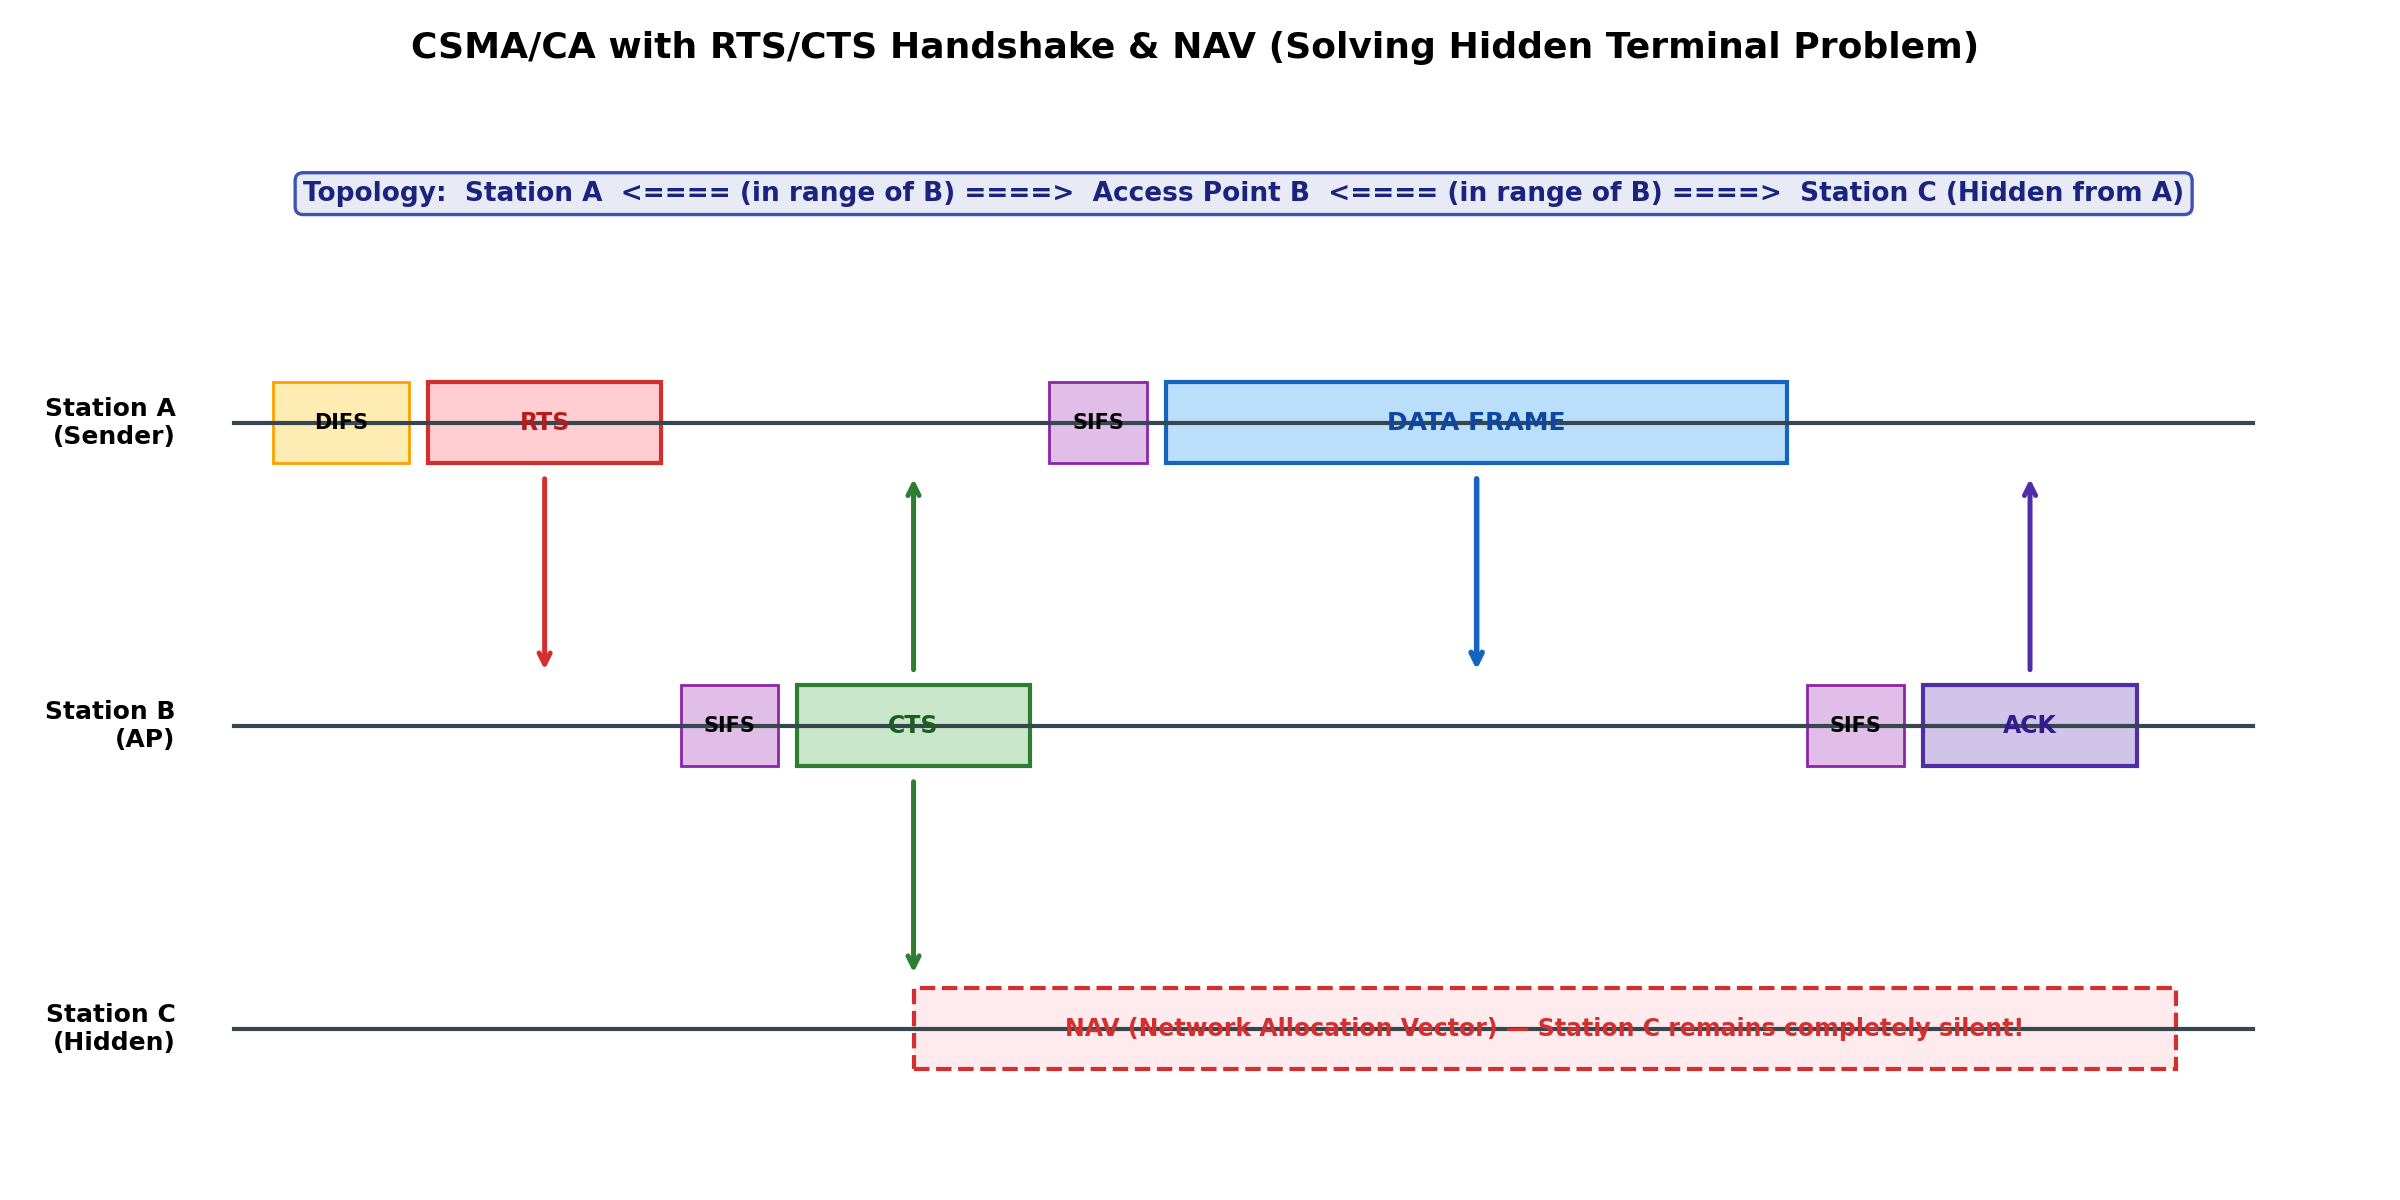 CSMA/CA with RTS/CTS Handshake & NAV (Solving Hidden Terminal Problem)
Topology:  Station A  <==== (in range of B) ====>  Access Point B  <==== (in range of B) ====>  Station C (Hidden from A)
Station A
(Sender)
DIFS
RTS
SIFS
DATA FRAME
Station B
(AP)
SIFS
CTS
SIFS
ACK
Station C
(Hidden)
NAV (Network Allocation Vector) — Station C remains completely silent!